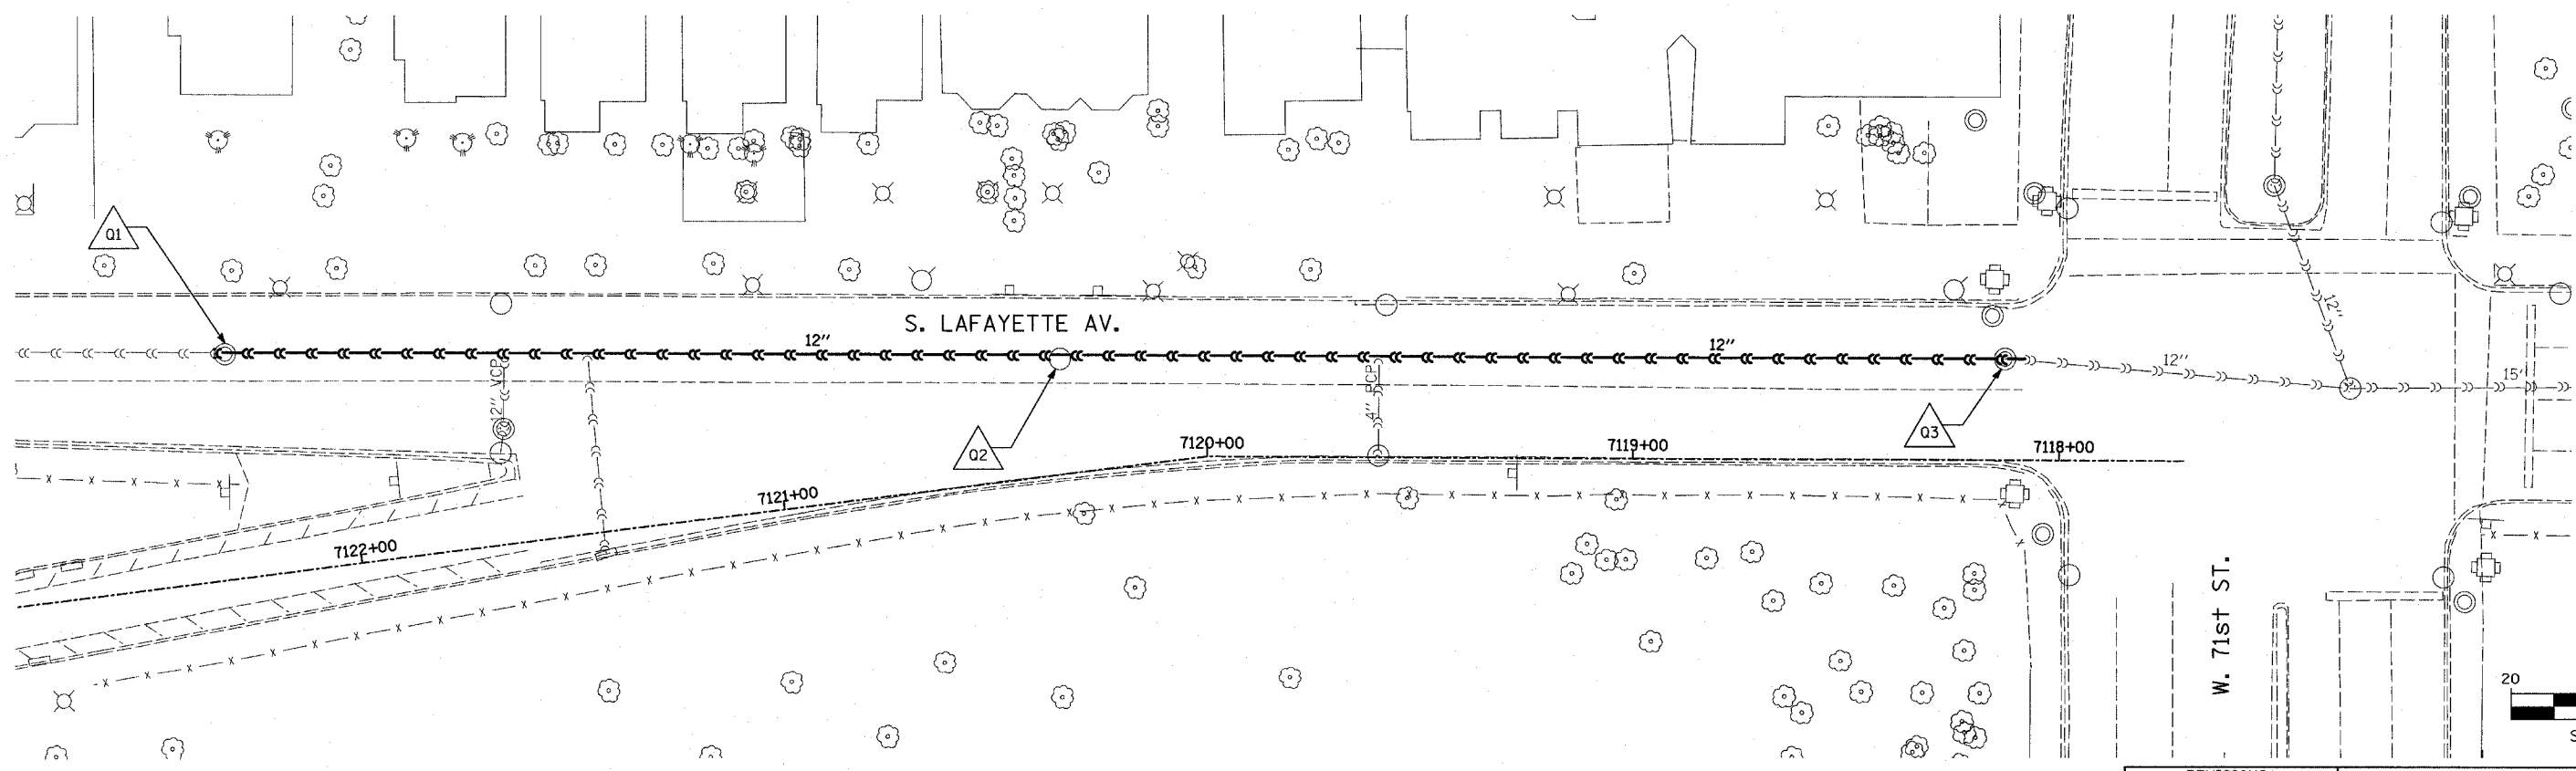 Q1
S. LAFAYETTE AV.
12"
12"
12"
12"
15'
12" VCP
4" PCP
Q2
Q3
7120+00
7119+00
7118+00
7121+00
7122+00
W. 71st ST.
20